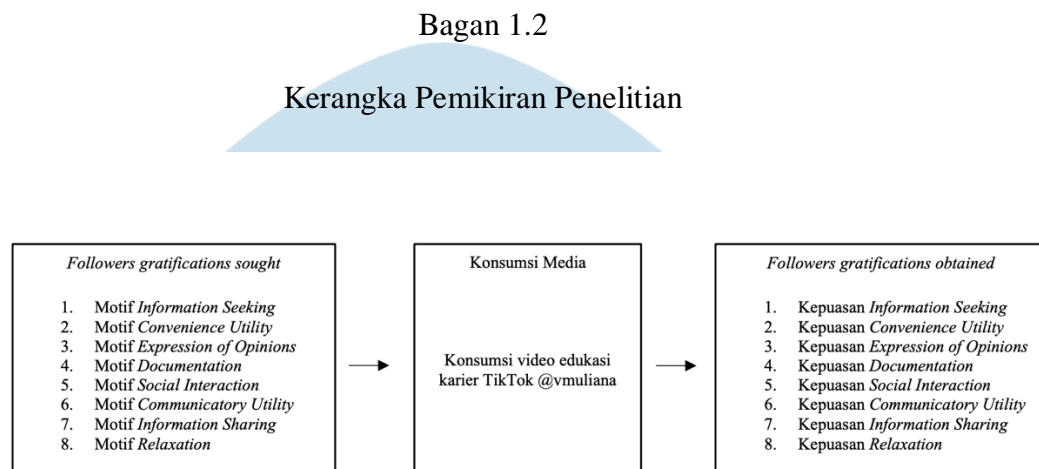 Bagan 1.2
Kerangka Pemikiran Penelitian
Followers gratifications sought
1. Motif Information Seeking
2. Motif Convenience Utility
3. Motif Expression of Opinions
4. Motif Documentation
5. Motif Social Interaction
6. Motif Communicatory Utility
7. Motif Information Sharing
8. Motif Relaxation
Konsumsi Media
Konsumsi video edukasi
karier TikTok @vmuliana
Followers gratifications obtained
1. Kepuasan Information Seeking
2. Kepuasan Convenience Utility
3. Kepuasan Expression of Opinions
4. Kepuasan Documentation
5. Kepuasan Social Interaction
6. Kepuasan Communicatory Utility
7. Kepuasan Information Sharing
8. Kepuasan Relaxation